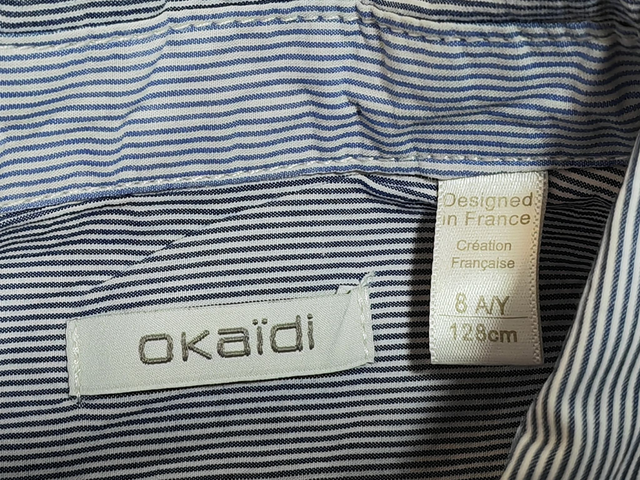 okaïdi
Designed
in France
Création
Française
8 A/Y
128cm